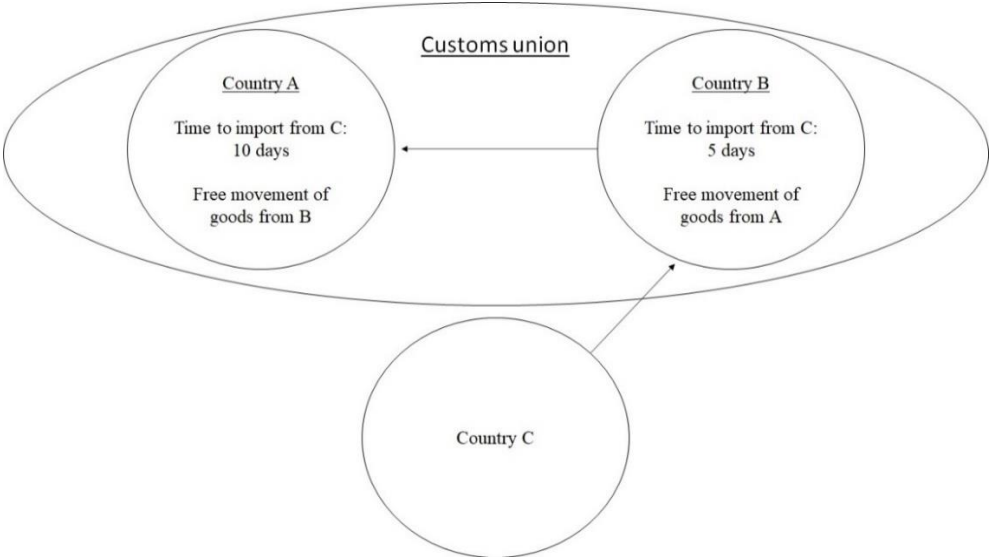 Customs union
Country A
Time to import from C:
10 days
Free movement of
goods from B
Country B
Time to import from C:
5 days
Free movement of
goods from A
Country C